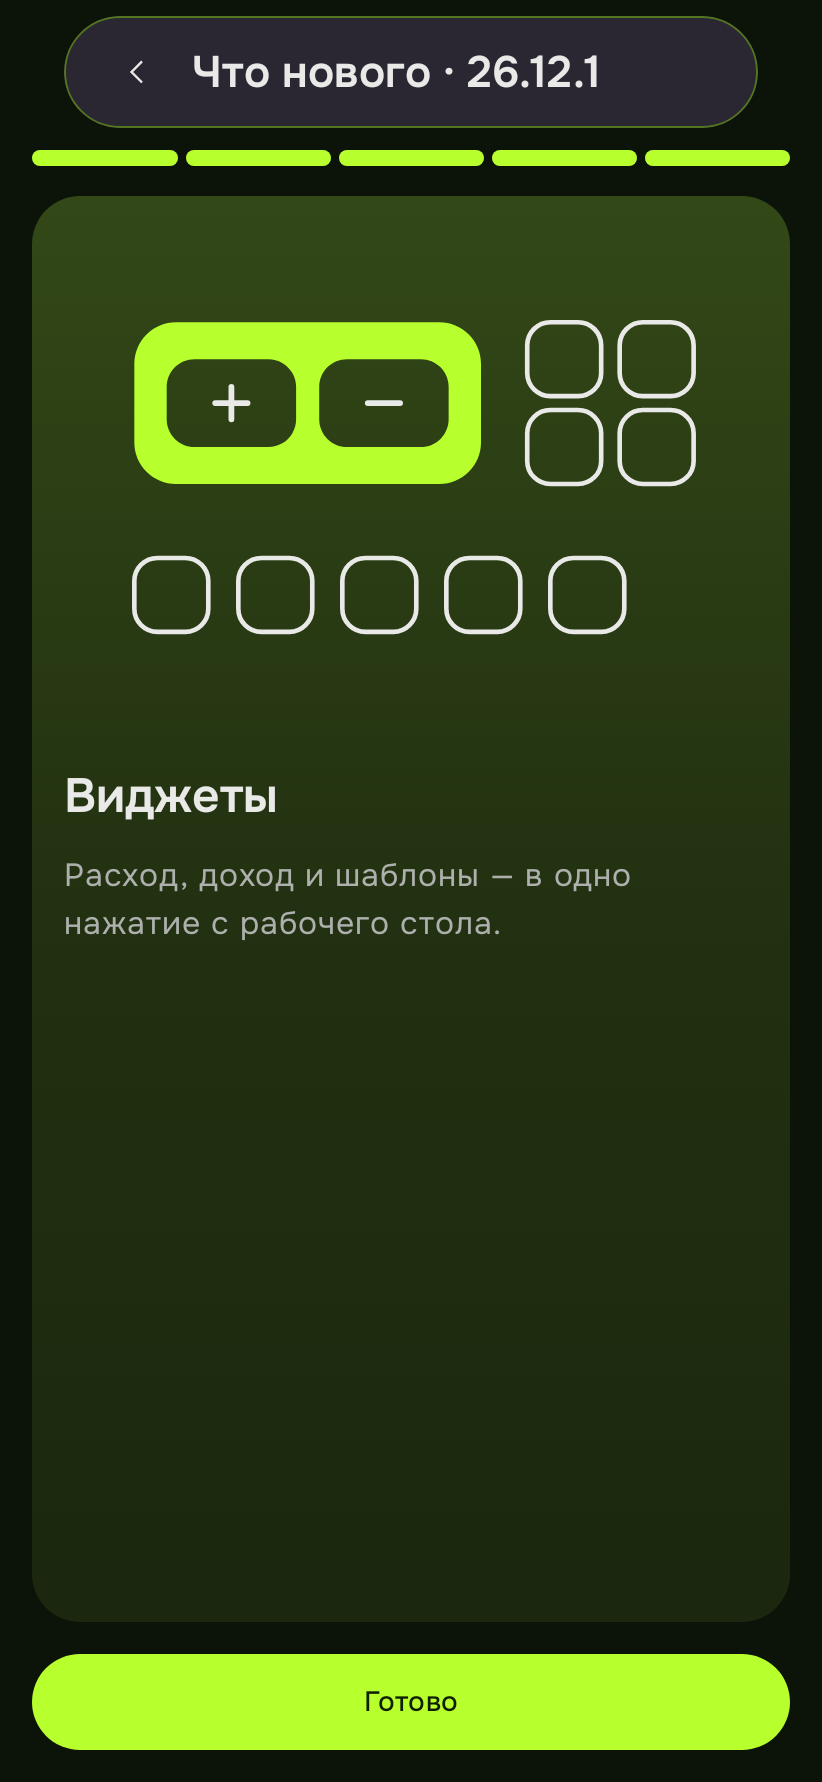 Что нового · 26.12.1
Виджеты
Расход, доход и шаблоны — в одно
нажатие с рабочего стола.
Готово